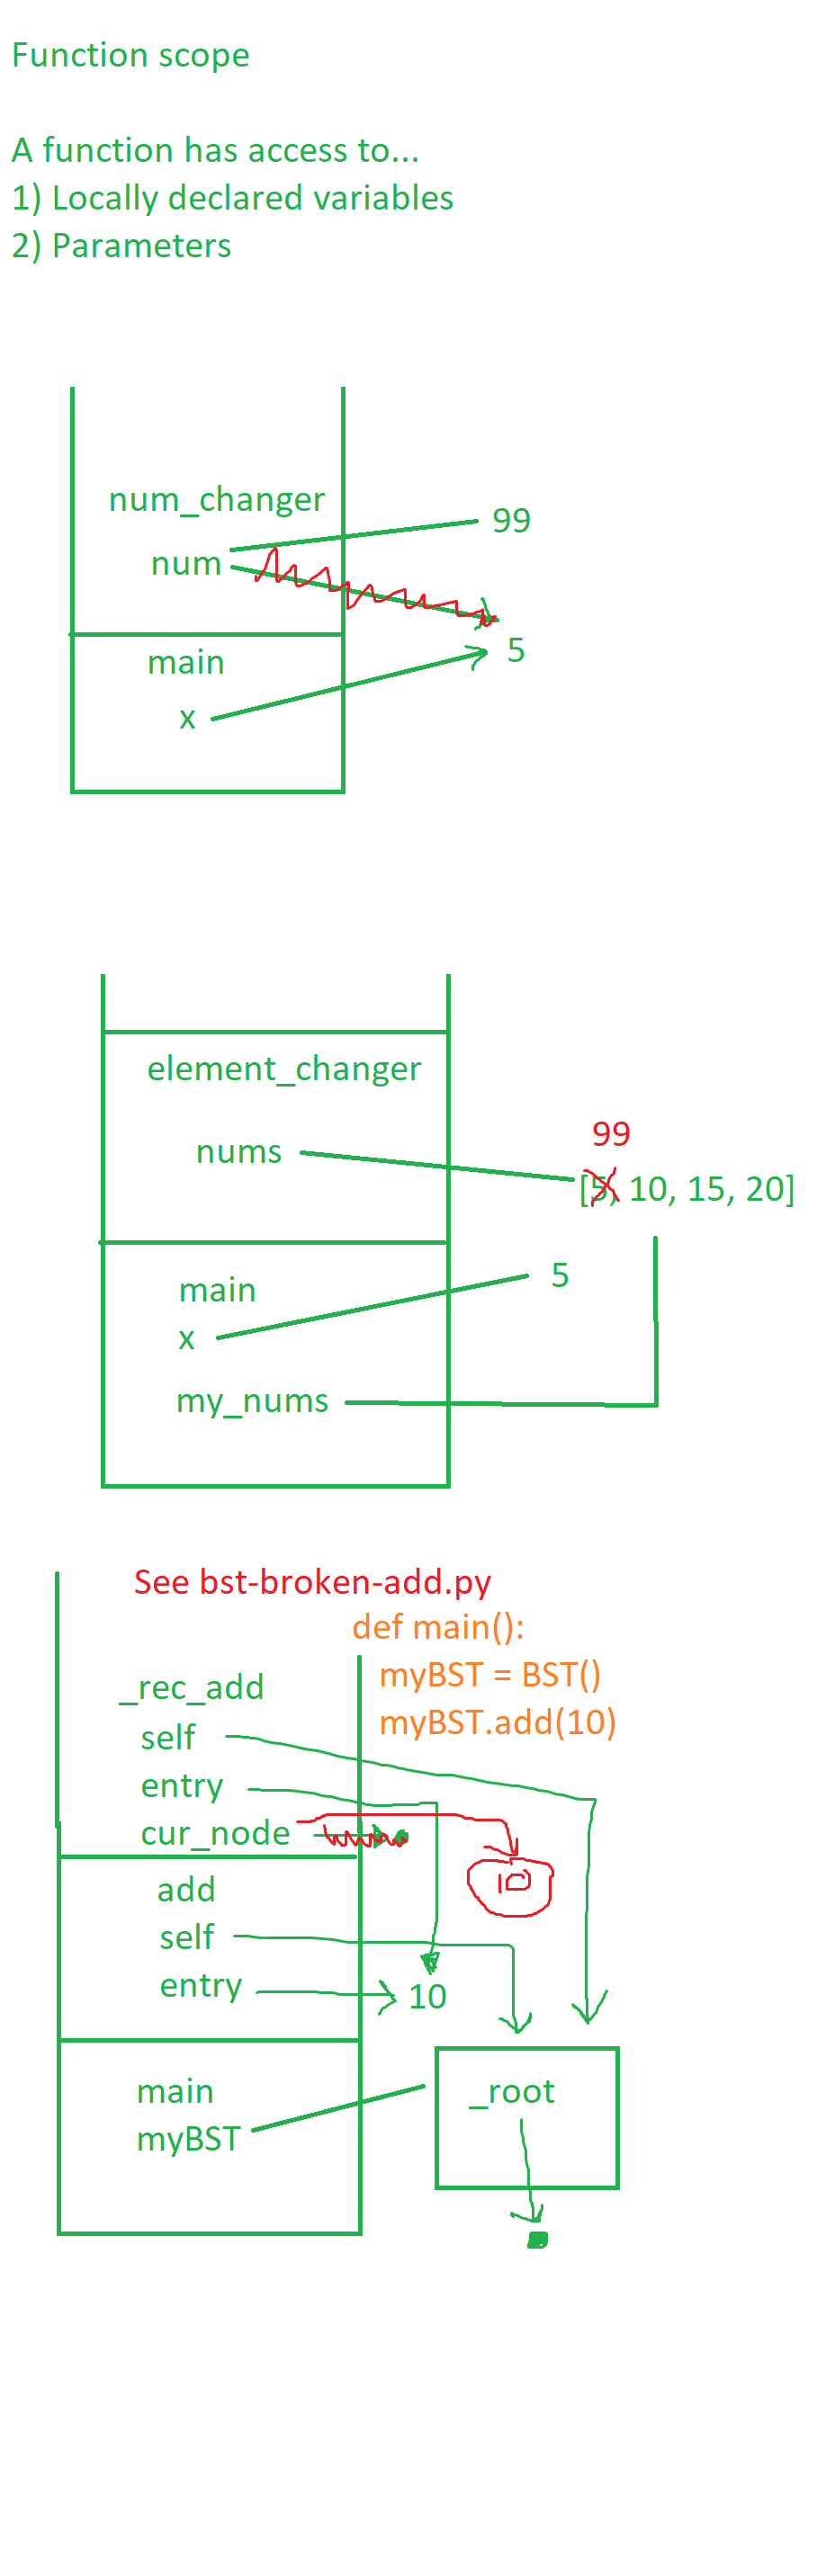 Function scope
A function has access to...
1) Locally declared variables
2) Parameters
num_changer
99
num
5
main
x
element_changer
99
nums
[5, 10, 15, 20]
main
5
x
my_nums
See bst-broken-add.py
def main():
myBST = BST()
myBST.add(10)
_rec_add
self
entry
cur_node
10
add
self
entry
10
main
_root
myBST